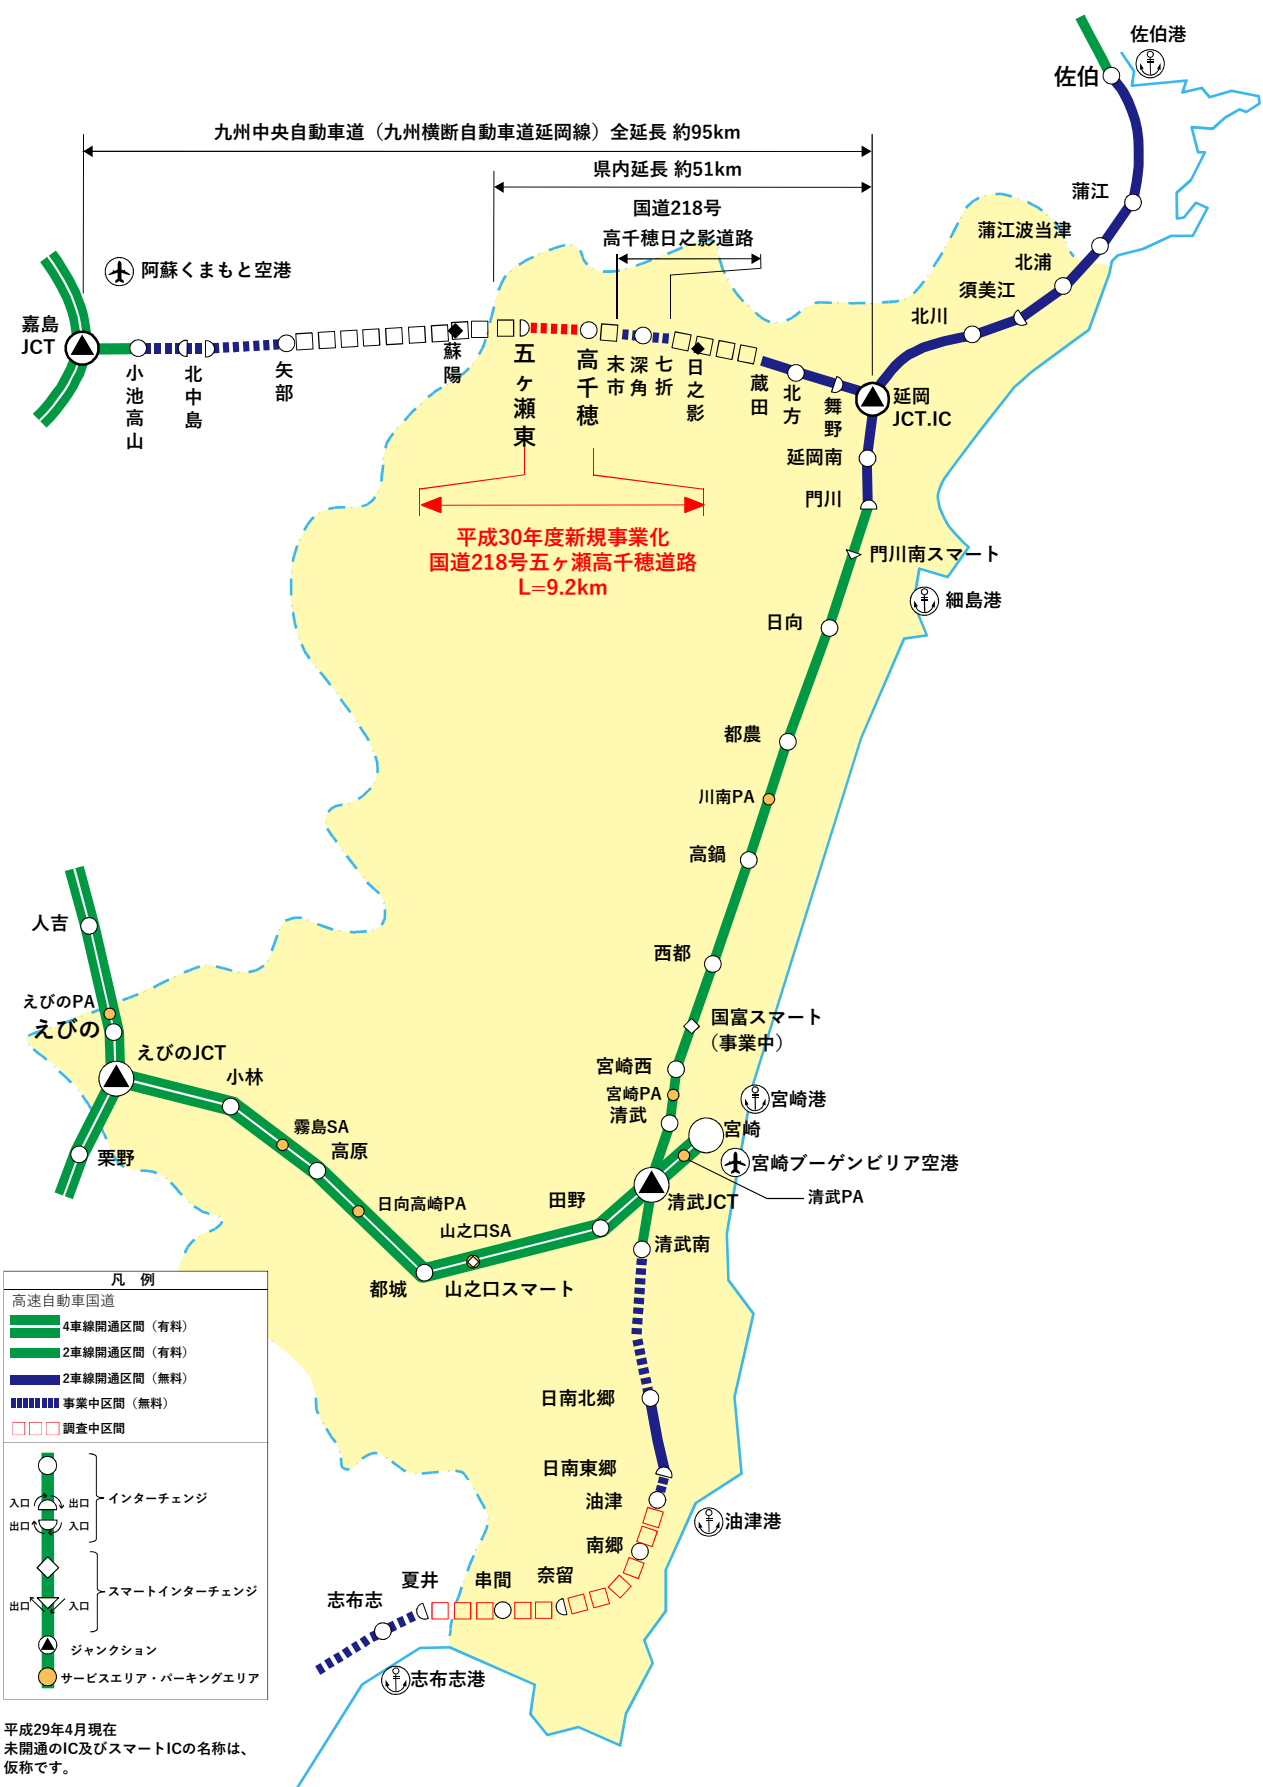 佐伯港
佐伯
九州中央自動車道（九州横断自動車道延岡線）全延長 約95km
県内延長 約51km
国道218号
高千穂日之影道路
蒲江
蒲江波当津
北浦
須美江
北川
阿蘇くまもと空港
嘉島
JCT
小池高山
北中島
矢部
蘇陽
五ヶ瀬東
高千穂
末市
深角
七折
日之影
蔵田
北方
舞野
延岡
JCT.IC
延岡南
門川
平成30年度新規事業化
国道218号五ヶ瀬高千穂道路
L=9.2km
門川南スマート
細島港
日向
都農
川南PA
高鍋
人吉
西都
えびのPA
えびの
えびのJCT
国富スマート
（事業中）
宮崎西
小林
宮崎PA
宮崎港
清武
霧島SA
宮崎
高原
栗野
宮崎ブーゲンビリア空港
清武PA
日向高崎PA
田野
清武JCT
山之口SA
清武南
都城
山之口スマート
凡 例
高速自動車国道
4車線開通区間（有料）
2車線開通区間（有料）
2車線開通区間（無料）
事業中区間（無料）
調査中区間
入口 出口
インターチェンジ
出口 入口
スマートインターチェンジ
出口 入口
ジャンクション
サービスエリア・パーキングエリア
日南北郷
日南東郷
油津
油津港
南郷
奈留
串間
夏井
志布志
志布志港
平成29年4月現在
未開通のIC及びスマートICの名称は、
仮称です。